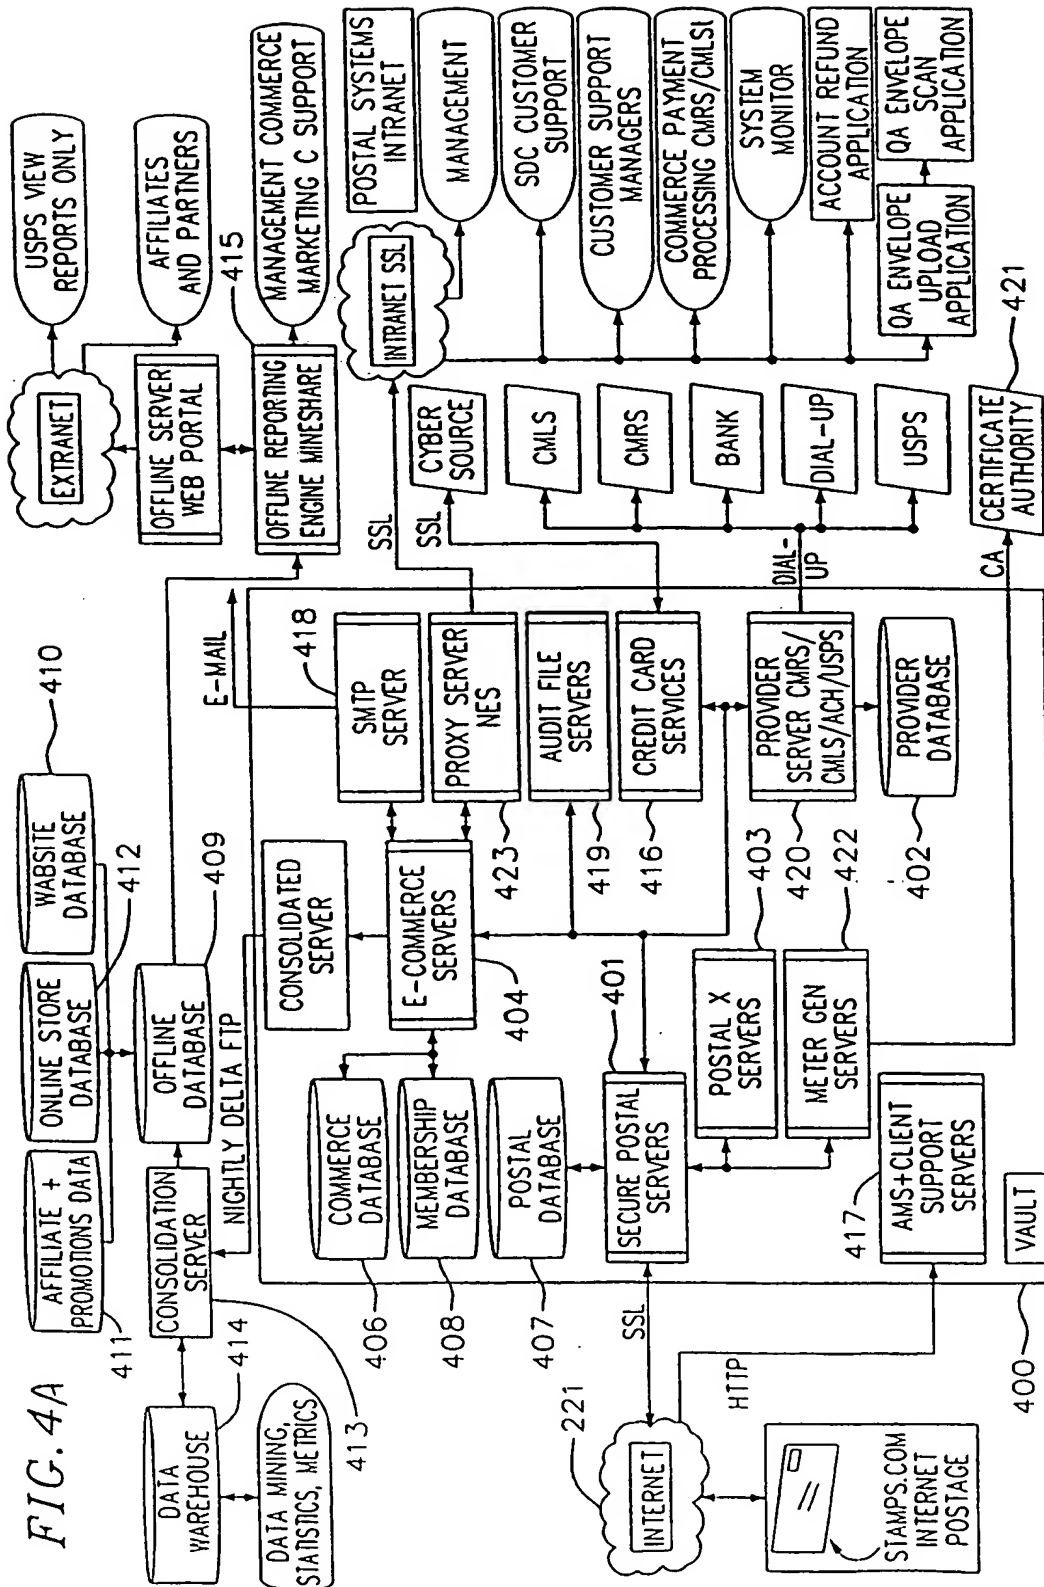 FIG. 4A
DATA
WAREHOUSE
414
DATA MINING,
STATISTICS, METRICS
413
AFFILIATE +
PROMOTIONS DATA
411
ONLINE STORE
DATABASE
412
WABSITE
DATABASE
410
CONSOLIDATION
SERVER
OFFLINE
DATABASE
409
NIGHTLY DELTA FTP
E-MAIL
EXTRANET
USPS VIEW
REPORTS ONLY
AFFILIATES
AND PARTNERS
OFFLINE SERVER
WEB PORTAL
415
OFFLINE REPORTING
ENGINE MINESHARE
MANAGEMENT COMMERCE
MARKETING C SUPPORT
COMMERCE
DATABASE
406
MEMBERSHIP
DATABASE
408
POSTAL
DATABASE
407
CONSOLIDATED
SERVER
E-COMMERCE
SERVERS
404
SMTP
SERVER
418
PROXY SERVER
NES
423
AUDIT FILE
SERVERS
419
CREDIT CARD
SERVICES
416
PROVIDER
SERVER CMRS/
CMLS/ACH/USPS
420
PROVIDER
DATABASE
402
SECURE POSTAL
SERVERS
401
POSTAL X
SERVERS
403
METER GEN
SERVERS
422
AMS+CLIENT
SUPPORT
SERVERS
417
VAULT
400
INTERNET
221
SSL
HTTP
STAMPS.COM
INTERNET
POSTAGE
SSL
SSL
DIAL-
UP
CA
INTRANET SSL
CYBER
SOURCE
CMLS
CMRS
BANK
DIAL-UP
USPS
CERTIFICATE
AUTHORITY
421
POSTAL SYSTEMS
INTRANET
MANAGEMENT
SDC CUSTOMER
SUPPORT
CUSTOMER SUPPORT
MANAGERS
COMMERCE PAYMENT
PROCESSING CMRS/CMLSI
SYSTEM
MONITOR
ACCOUNT REFUND
APPLICATION
QA ENVELOPE
UPLOAD
APPLICATION
QA ENVELOPE
SCAN
APPLICATION